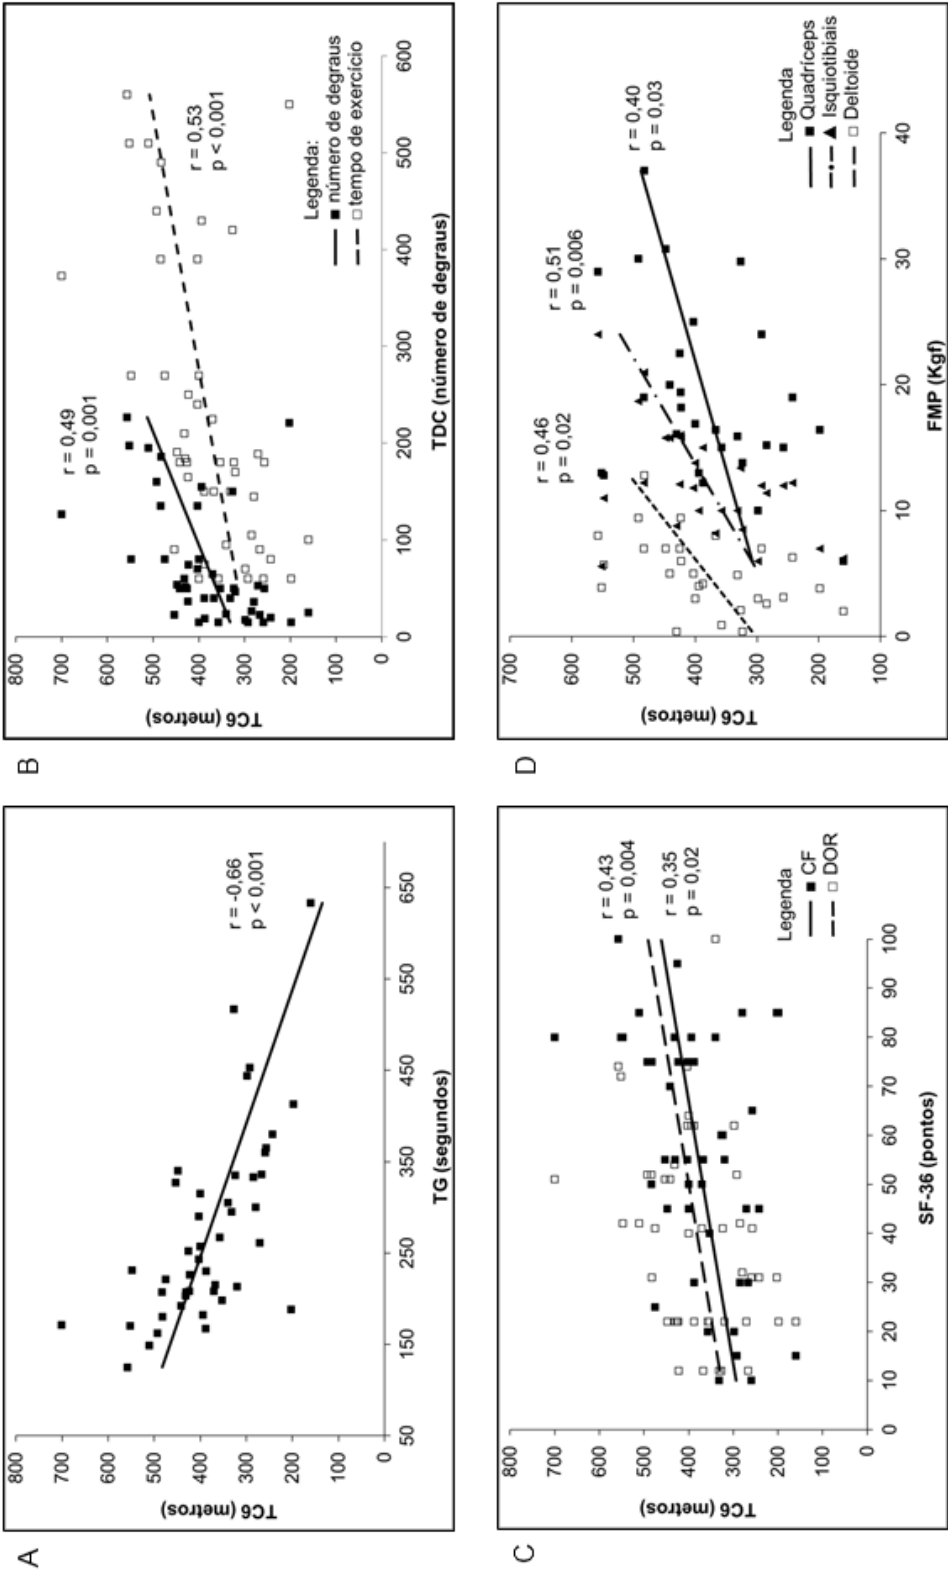 A
TC6 (metros)
800
700
600
500
400
300
200
100
0
50
150
250
350
450
550
650
TG (segundos)
r = -0,66
p < 0,001
B
TC6 (metros)
800
700
600
500
400
300
200
100
0
0
100
200
300
400
500
600
TDC (número de degraus)
r = 0,49
p = 0,001
r = 0,53
p < 0,001
Legenda:
número de degraus
tempo de exercício
C
TC6 (metros)
800
700
600
500
400
300
200
100
0
0
10
20
30
40
50
60
70
80
90
100
SF-36 (pontos)
r = 0,43
p = 0,004
r = 0,35
p = 0,02
Legenda
CF
DOR
D
TC6 (metros)
700
600
500
400
300
200
100
0
10
20
30
40
FMP (Kgf)
r = 0,46
p = 0,02
r = 0,51
p = 0,006
r = 0,40
p = 0,03
Legenda
Quadríceps
Isquiotibiais
Deltoide